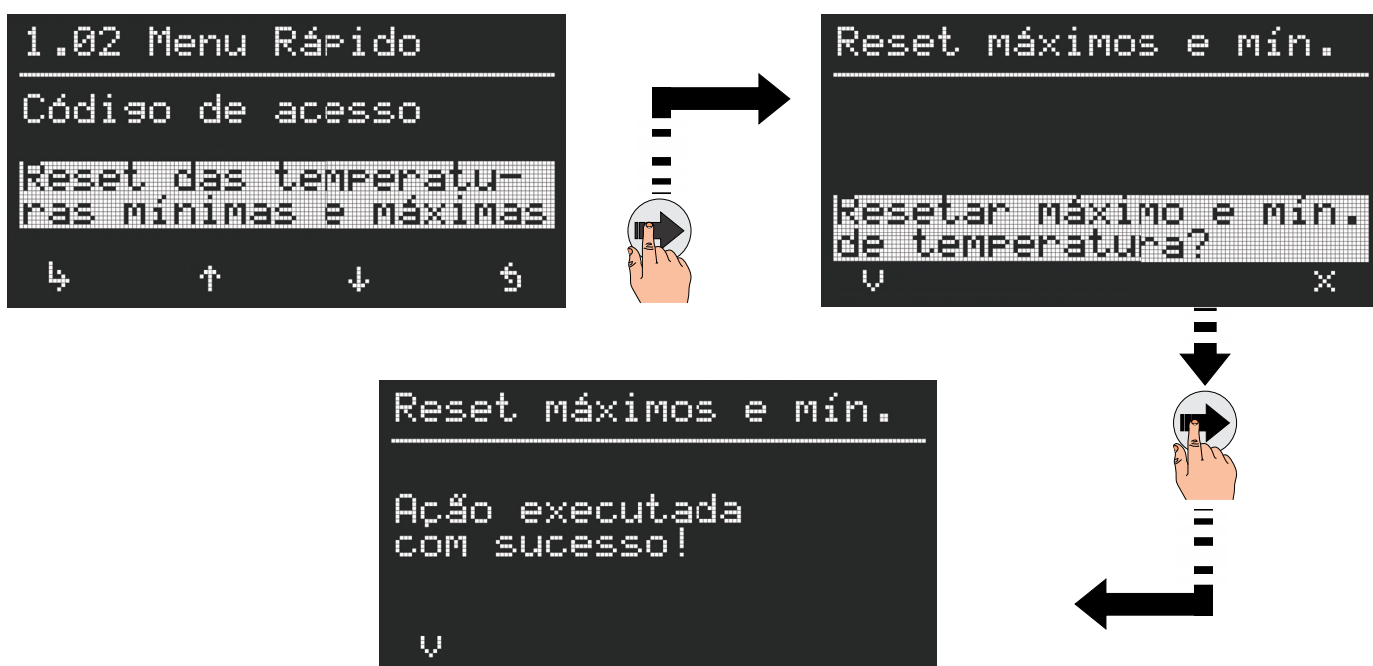 1.02 Menu Rápido
Código de acesso
Reset das temperatu-
ras mínimas e máximas
Reset máximos e mín.
Resetar máximo e mín.
de temperatura?
V X
Reset máximos e mín.
Ação executada
com sucesso!
V